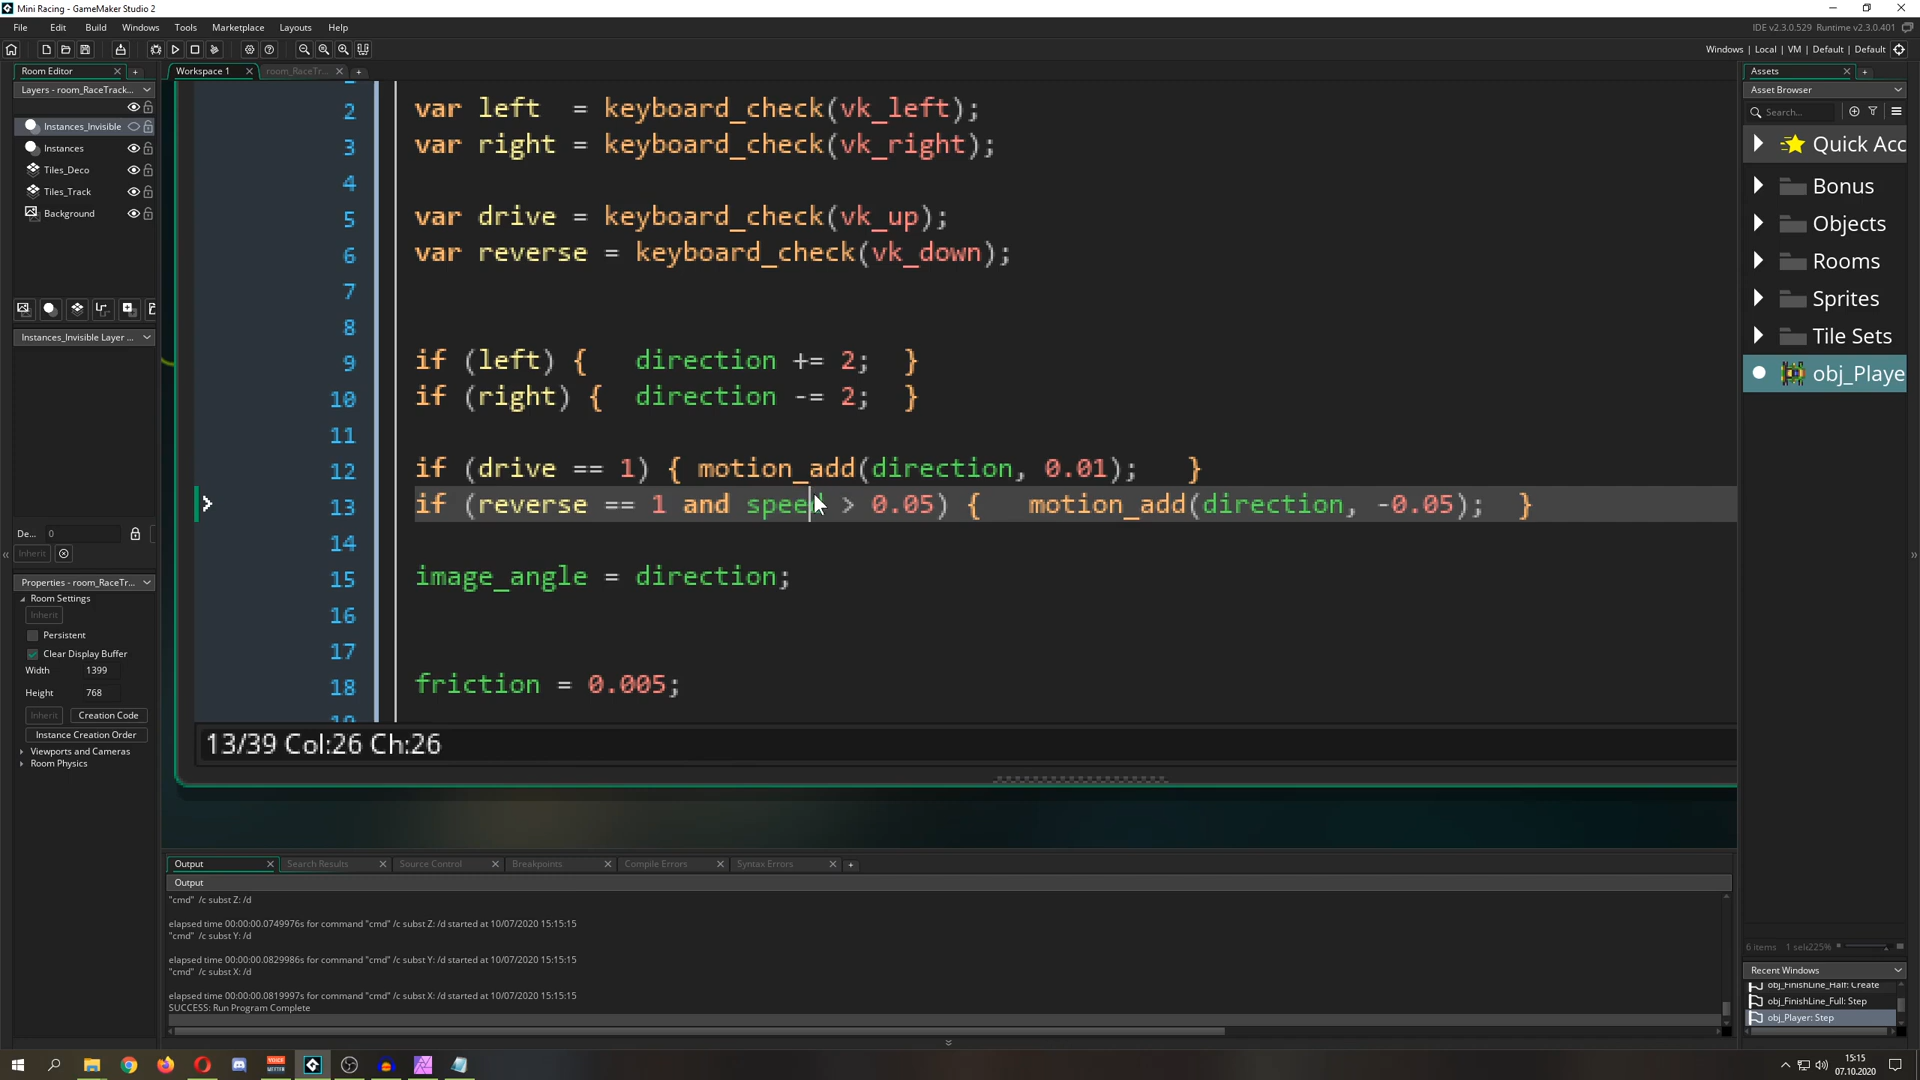 Mini Racing - GameMaker Studio 2
File Edit Build Windows Tools Marketplace Layouts Help
IDE v2.3.0.529 Runtime v2.3.0.401
Windows | Local | VM | Default | Default
Room Editor
Workspace 1
room_RaceTr...
Assets
Layers - room_RaceTrack...
Asset Browser
Search...
Instances_Invisible
Instances
Tiles_Deco
Tiles_Track
Background
Instances_Invisible Layer ...
De... 0
Inherit
Properties - room_RaceTr...
Room Settings
Inherit
Persistent
Clear Display Buffer
Width 1399
Height 768
Inherit Creation Code
Instance Creation Order
Viewports and Cameras
Room Physics
2 var left = keyboard_check(vk_left);
3 var right = keyboard_check(vk_right);
4
5 var drive = keyboard_check(vk_up);
6 var reverse = keyboard_check(vk_down);
7
8
9 if (left) { direction += 2; }
10 if (right) { direction -= 2; }
11
12 if (drive == 1) { motion_add(direction, 0.01); }
13 if (reverse == 1 and speed > 0.05) { motion_add(direction, -0.05); }
14
15 image_angle = direction;
16
17
18 friction = 0.005;
19
13/39 Col:26 Ch:26
Quick Acc
Bonus
Objects
Rooms
Sprites
Tile Sets
obj_Playe
6 items 1 sele225%
Recent Windows
obj_FinishLine_Half: Create
obj_FinishLine_Full: Step
obj_Player: Step
Output Search Results Source Control Breakpoints Compile Errors Syntax Errors
Output
"cmd" /c subst Z: /d
elapsed time 00:00:00.0749976s for command "cmd" /c subst Z: /d started at 10/07/2020 15:15:15
"cmd" /c subst Y: /d
elapsed time 00:00:00.0829986s for command "cmd" /c subst Y: /d started at 10/07/2020 15:15:15
"cmd" /c subst X: /d
elapsed time 00:00:00.0819997s for command "cmd" /c subst X: /d started at 10/07/2020 15:15:15
SUCCESS: Run Program Complete
15:15
07.10.2020